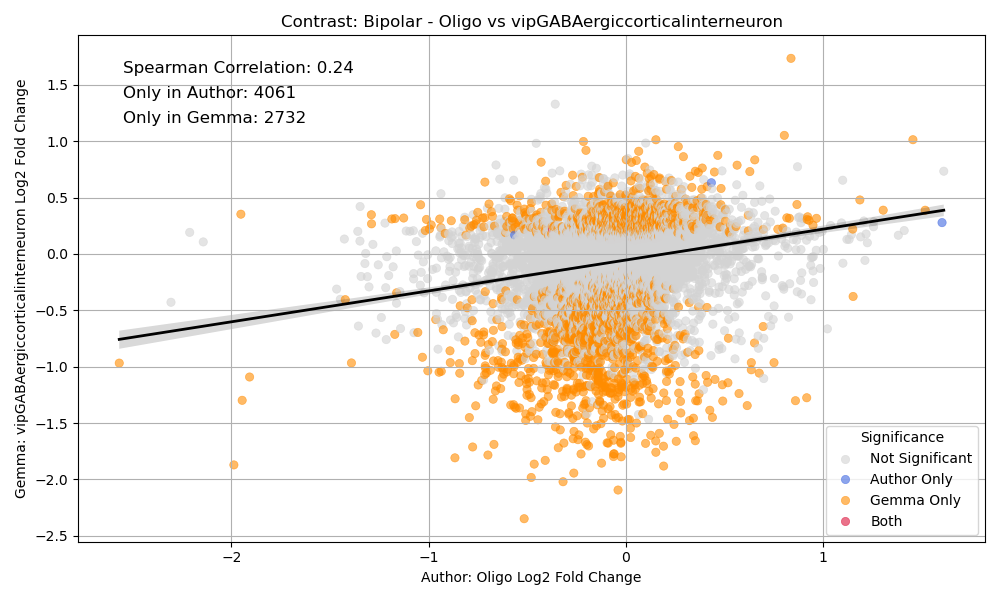 Contrast: Bipolar - Oligo vs vipGABAergiccorticalinterneuron
Spearman Correlation: 0.24
Only in Author: 4061
Only in Gemma: 2732
Gemma: vipGABAergiccorticalinterneuron Log2 Fold Change
1.5
1.0
0.5
0.0
−0.5
−1.0
−1.5
−2.0
−2.5
−2
−1
0
1
Author: Oligo Log2 Fold Change
Significance
Not Significant
Author Only
Gemma Only
Both